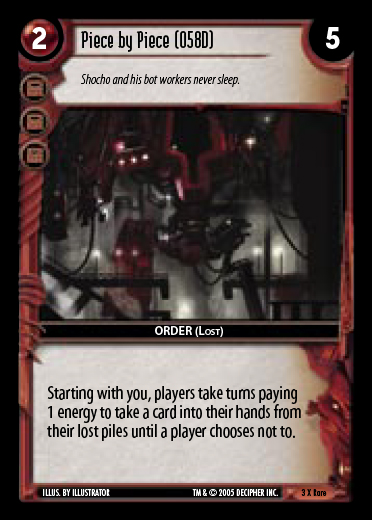 2
Piece by Piece (058D)
5
Shocho and his bot workers never sleep.
ORDER (LOST)
Starting with you, players take turns paying
1 energy to take a card into their hands from
their lost piles until a player chooses not to.
ILLUS. BY ILLUSTRATOR
TM & © 2005 DECIPHER INC.
3 X Rare